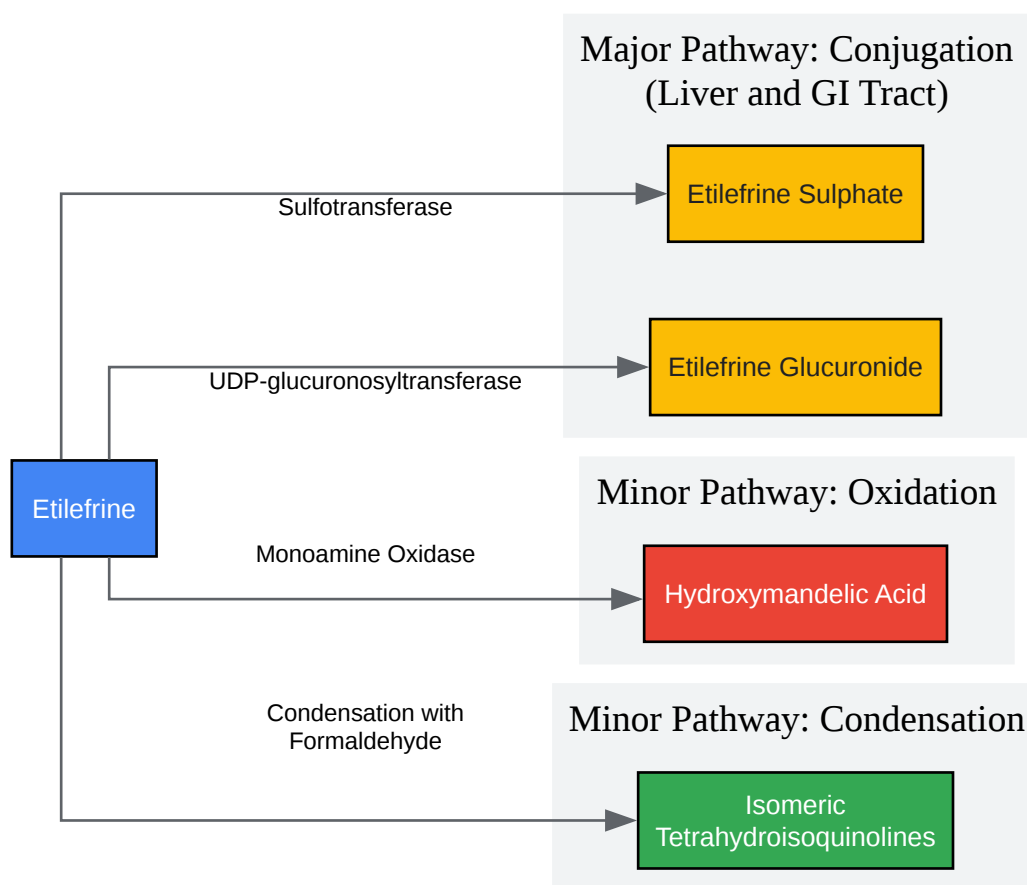 Major Pathway: Conjugation
(Liver and GI Tract)
Etilefrine Sulphate
Sulfotransferase
Etilefrine Glucuronide
UDP-glucuronosyltransferase
Etilefrine
Minor Pathway: Oxidation
Monoamine Oxidase
Hydroxymandelic Acid
Condensation with
Formaldehyde
Minor Pathway: Condensation
Isomeric
Tetrahydroisoquinolines